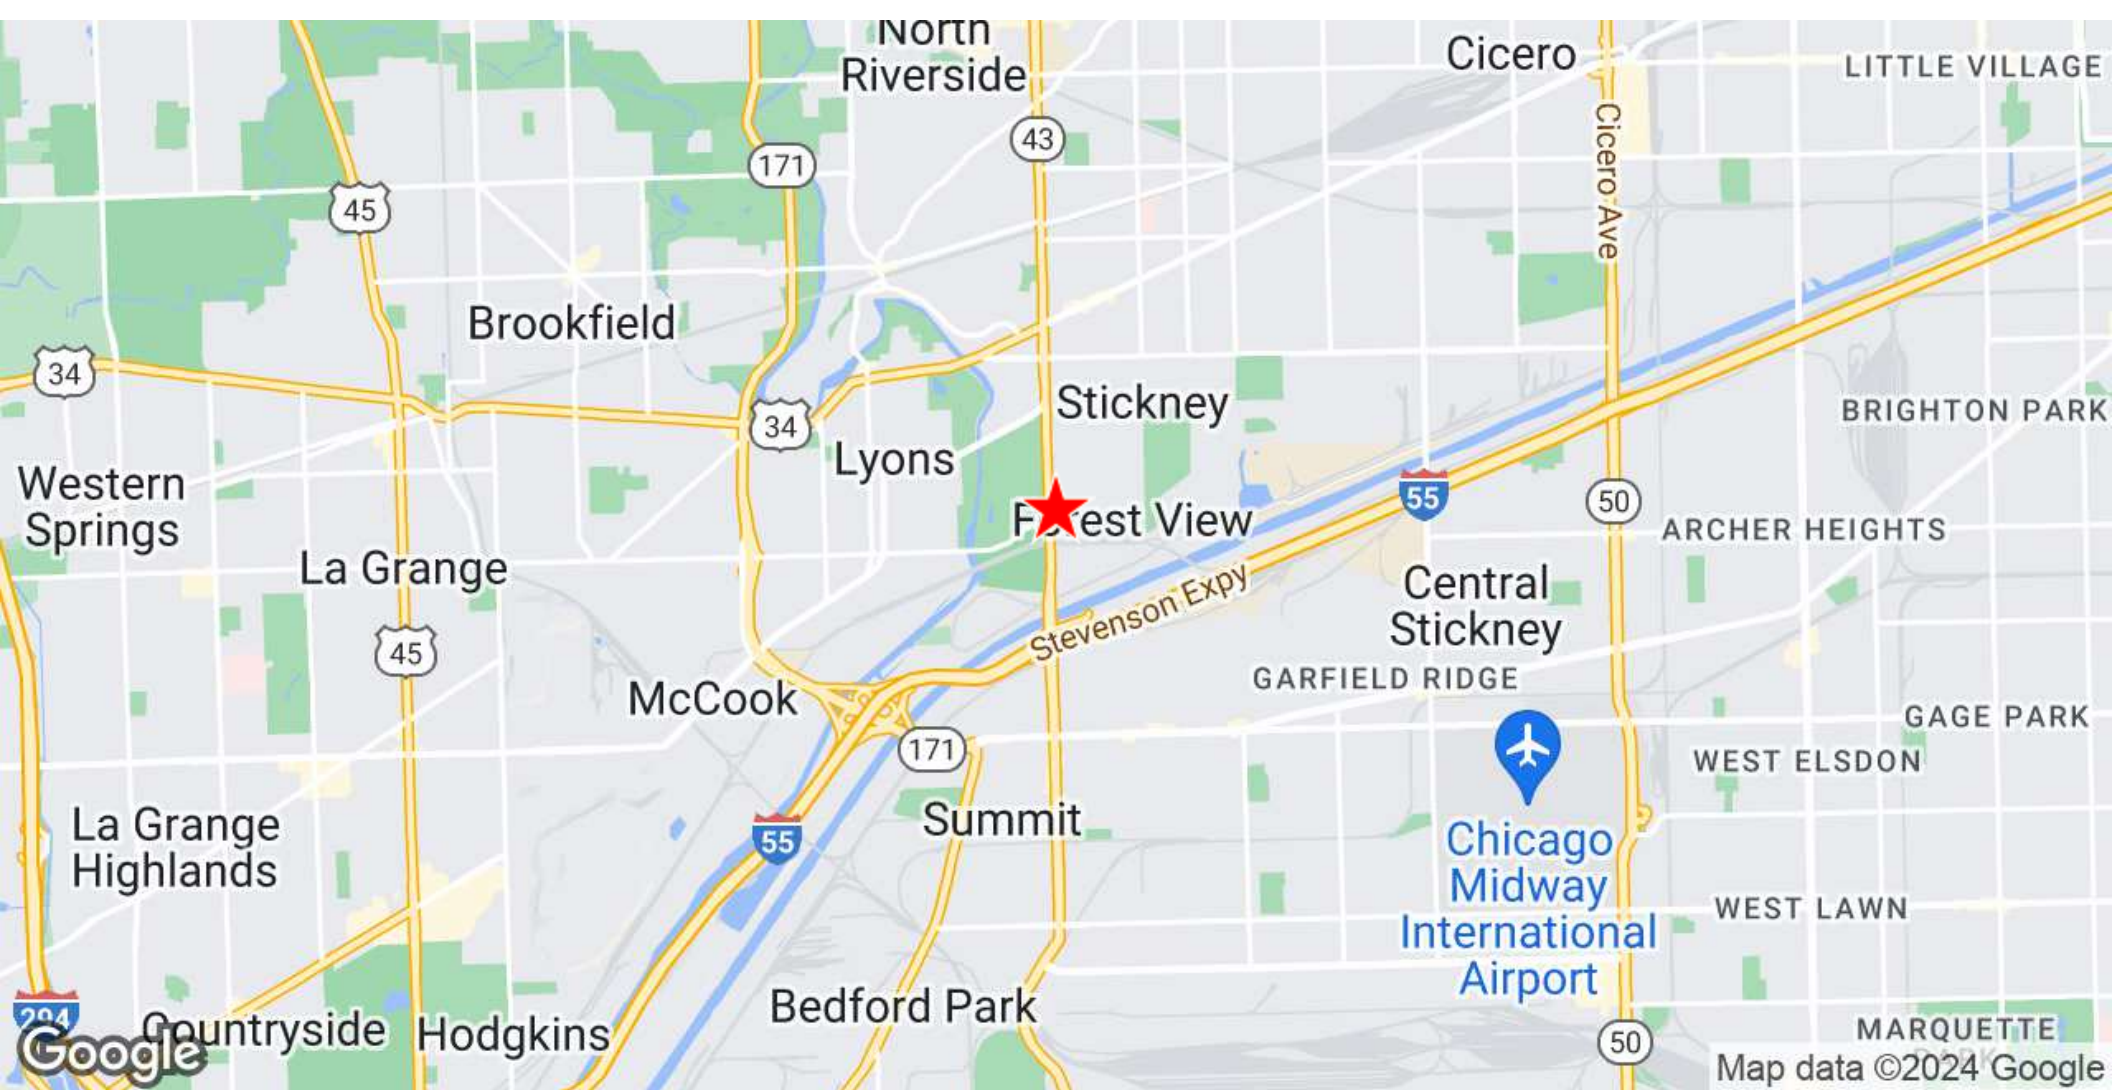 North
Riverside
Cicero
LITTLE VILLAGE
43
171
Cicero Ave
45
Brookfield
34
Stickney
BRIGHTON PARK
34
Lyons
Western
Springs
55
50
Forest View
ARCHER HEIGHTS
La Grange
Central
Stickney
Stevenson Expy
45
GARFIELD RIDGE
McCook
GAGE PARK
171
WEST ELSDON
Summit
La Grange
Highlands
55
Chicago
Midway
International
Airport
WEST LAWN
Bedford Park
294
Countryside
Hodgkins
50
MARQUETTE
PARK
Google
Map data ©2024 Google